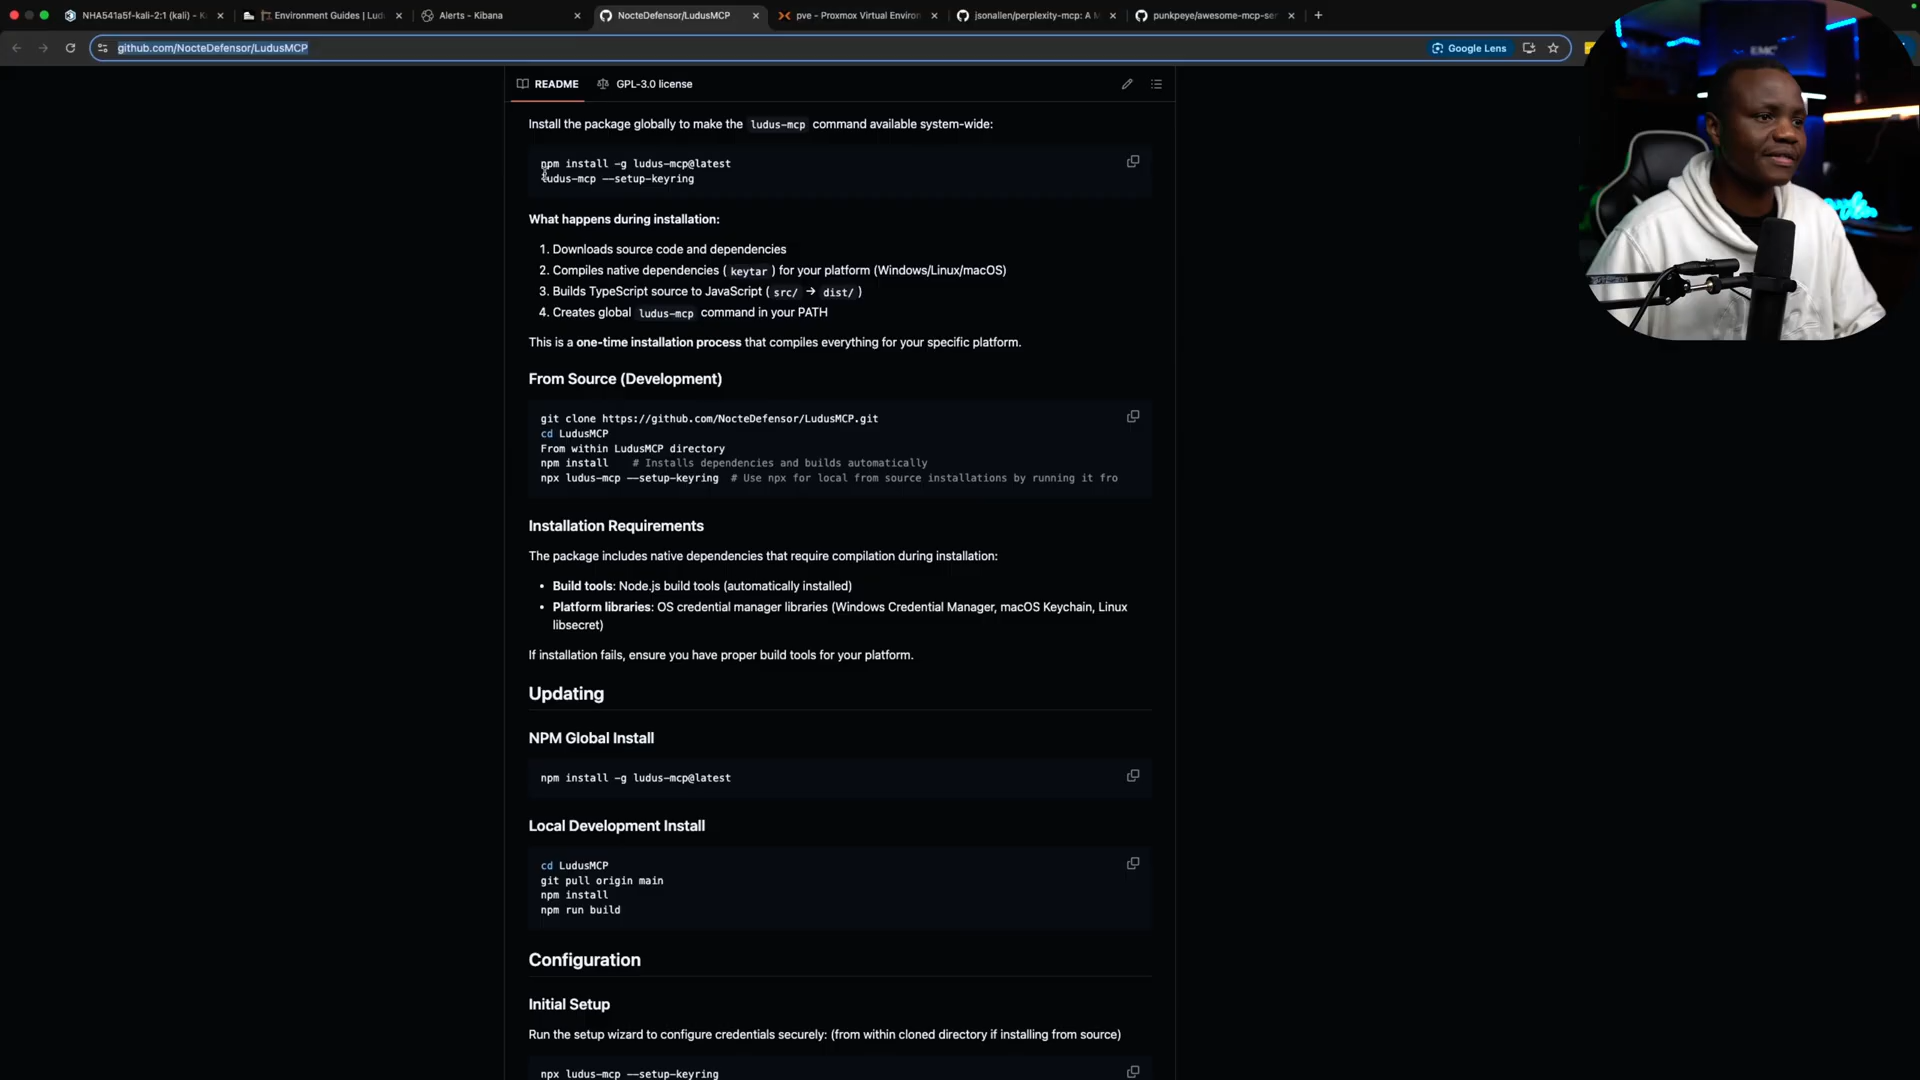 NHA541a5f-kali-2:1 (kali) - K
Environment Guides | Lud
Alerts - Kibana
NocteDefensor/LudusMCP
pve - Proxmox Virtual Environ
jsonallen/perplexity-mcp: A M
punkpeye/awesome-mcp-ser
github.com/NocteDefensor/LudusMCP
Google Lens
README
GPL-3.0 license
Install the package globally to make the ludus-mcp command available system-wide:
npm install -g ludus-mcp@latest
ludus-mcp --setup-keyring
What happens during installation:
1. Downloads source code and dependencies
2. Compiles native dependencies ( keytar ) for your platform (Windows/Linux/macOS)
3. Builds TypeScript source to JavaScript ( src/ → dist/ )
4. Creates global ludus-mcp command in your PATH
This is a one-time installation process that compiles everything for your specific platform.
From Source (Development)
git clone https://github.com/NocteDefensor/LudusMCP.git
cd LudusMCP
From within LudusMCP directory
npm install # Installs dependencies and builds automatically
npx ludus-mcp --setup-keyring # Use npx for local from source installations by running it fro
Installation Requirements
The package includes native dependencies that require compilation during installation:
• Build tools: Node.js build tools (automatically installed)
• Platform libraries: OS credential manager libraries (Windows Credential Manager, macOS Keychain, Linux
libsecret)
If installation fails, ensure you have proper build tools for your platform.
Updating
NPM Global Install
npm install -g ludus-mcp@latest
Local Development Install
cd LudusMCP
git pull origin main
npm install
npm run build
Configuration
Initial Setup
Run the setup wizard to configure credentials securely: (from within cloned directory if installing from source)
npx ludus-mcp --setup-keyring